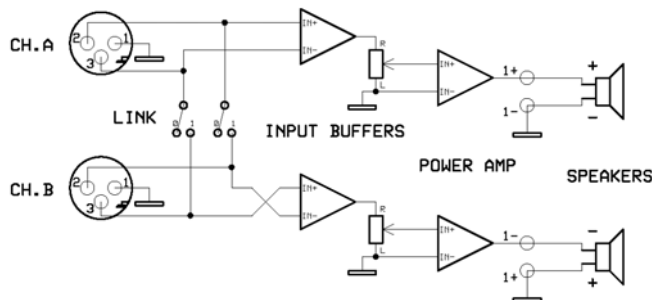 CH.A
2
1
3
IN+
IN-
R
L
IN+
IN-
1+
1-
+
-
LINK
0
1
0
1
INPUT BUFFERS
POWER AMP
SPEAKERS
CH.B
2
1
3
IN+
IN-
R
L
IN+
IN-
1-
1+
-
+